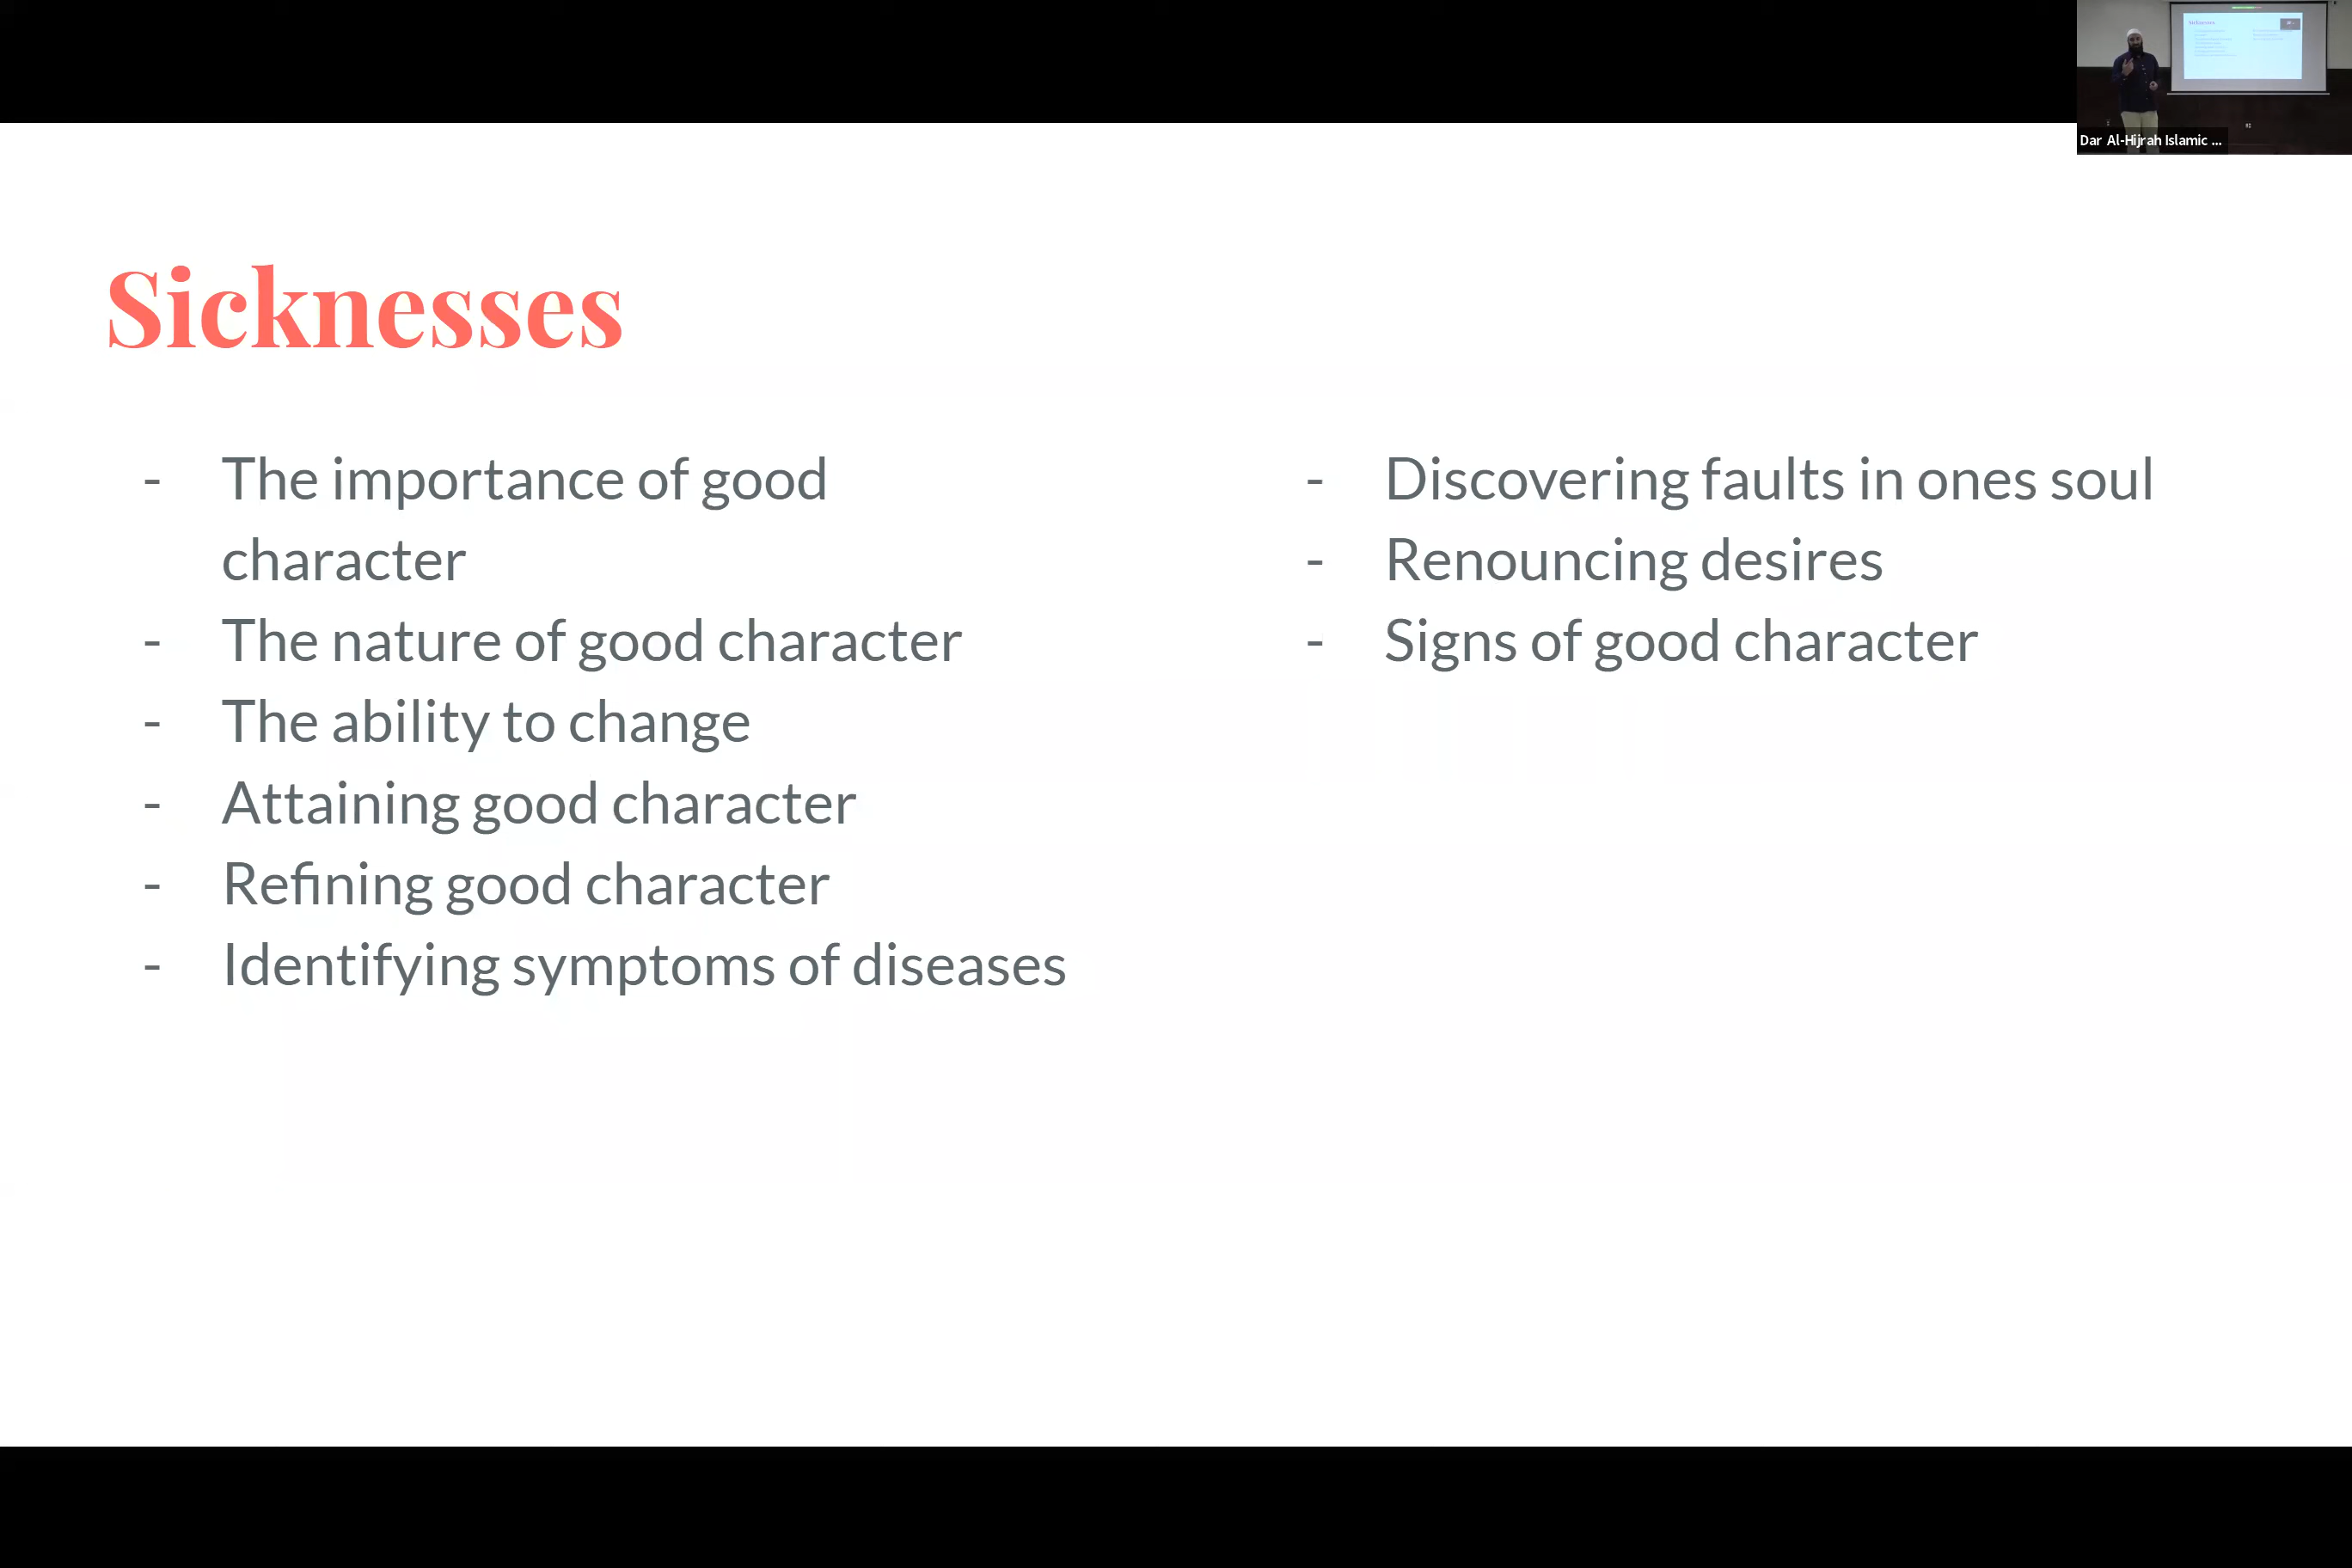 Dar Al-Hijrah Islamic ...
Sicknesses
- The importance of good
character
- The nature of good character
- The ability to change
- Attaining good character
- Refining good character
- Identifying symptoms of diseases
- Discovering faults in ones soul
- Renouncing desires
- Signs of good character